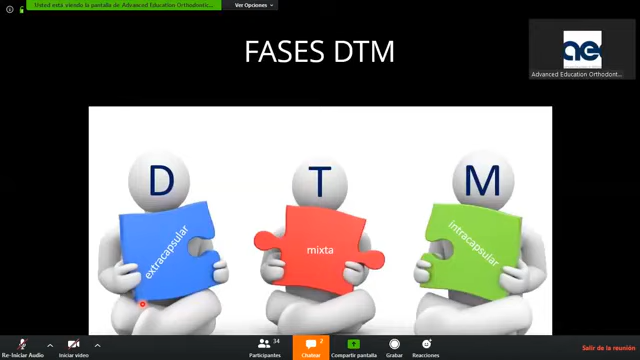 Usted está viendo la pantalla de Advanced Education Orthodontic...
Ver Opciones
FASES DTM
ae
Advanced Education Orthodont...
D
T
M
extracapsular
mixta
intracapsular
34
2
Re-Iniciar Audio
Iniciar video
Participantes
Chatear
Compartir pantalla
Grabar
Reacciones
Salir de la reunión